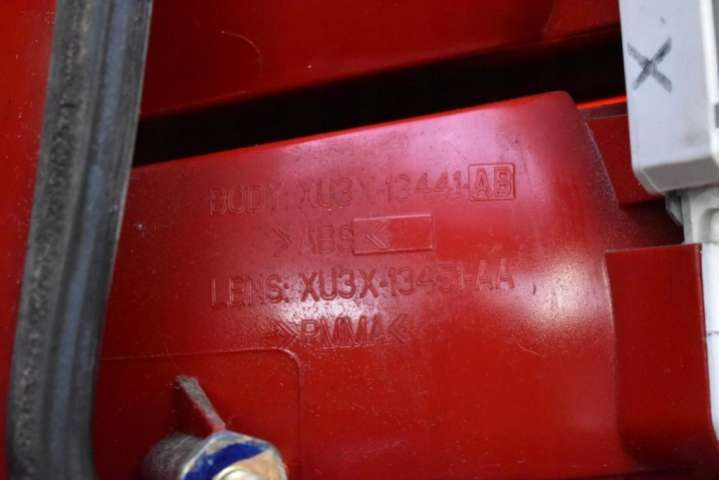 BODY: XU3X-13441-AB
>ABS<
LENS: XU3X-13451-AA
>PMMA<
X